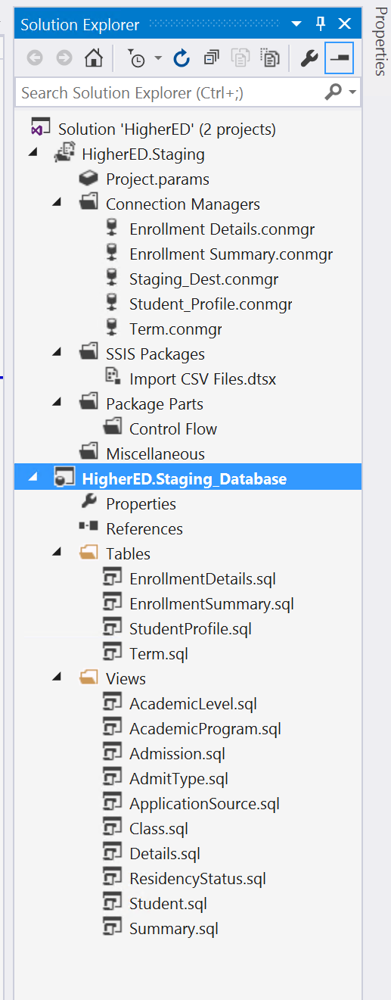 Solution Explorer
Properties
Search Solution Explorer (Ctrl+;)
Solution 'HigherED' (2 projects)
HigherED.Staging
Project.params
Connection Managers
Enrollment Details.conmgr
Enrollment Summary.conmgr
Staging_Dest.conmgr
Student_Profile.conmgr
Term.conmgr
SSIS Packages
Import CSV Files.dtsx
Package Parts
Control Flow
Miscellaneous
HigherED.Staging_Database
Properties
References
Tables
EnrollmentDetails.sql
EnrollmentSummary.sql
StudentProfile.sql
Term.sql
Views
AcademicLevel.sql
AcademicProgram.sql
Admission.sql
AdmitType.sql
ApplicationSource.sql
Class.sql
Details.sql
ResidencyStatus.sql
Student.sql
Summary.sql